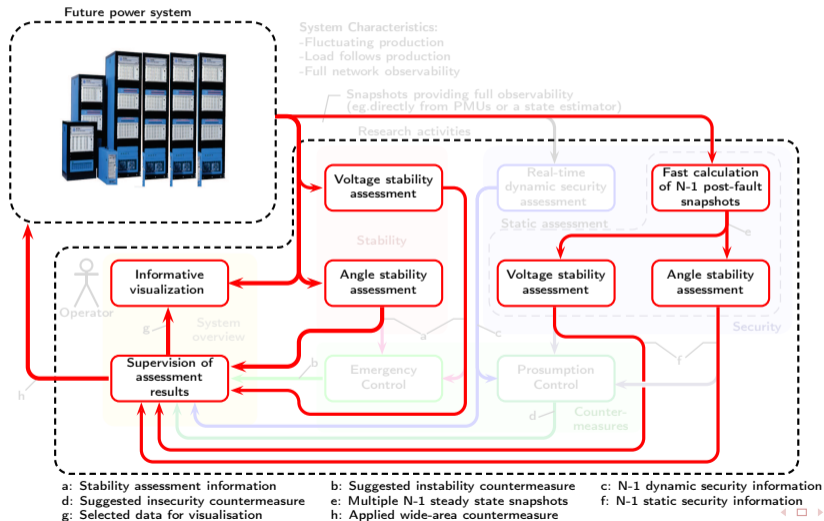 Future power system
System Characteristics:
-Fluctuating production
-Load follows production
-Full network observability
Snapshots providing full observability
(eg.directly from PMUs or a state estimator)
Research activities
Voltage stability
assessment
Real-time
dynamic security
assessment
Fast calculation
of N-1 post-fault
snapshots
Static assessment
e
Stability
Operator
Informative
visualization
Angle stability
assessment
Voltage stability
assessment
Angle stability
assessment
g
System
overview
a
c
Security
Supervision of
assessment
results
b
Emergency
Control
Prosumption
Control
f
h
d
Counter-
measures
a: Stability assessment information
b: Suggested instability countermeasure
c: N-1 dynamic security information
d: Suggested insecurity countermeasure
e: Multiple N-1 steady state snapshots
f: N-1 static security information
g: Selected data for visualisation
h: Applied wide-area countermeasure